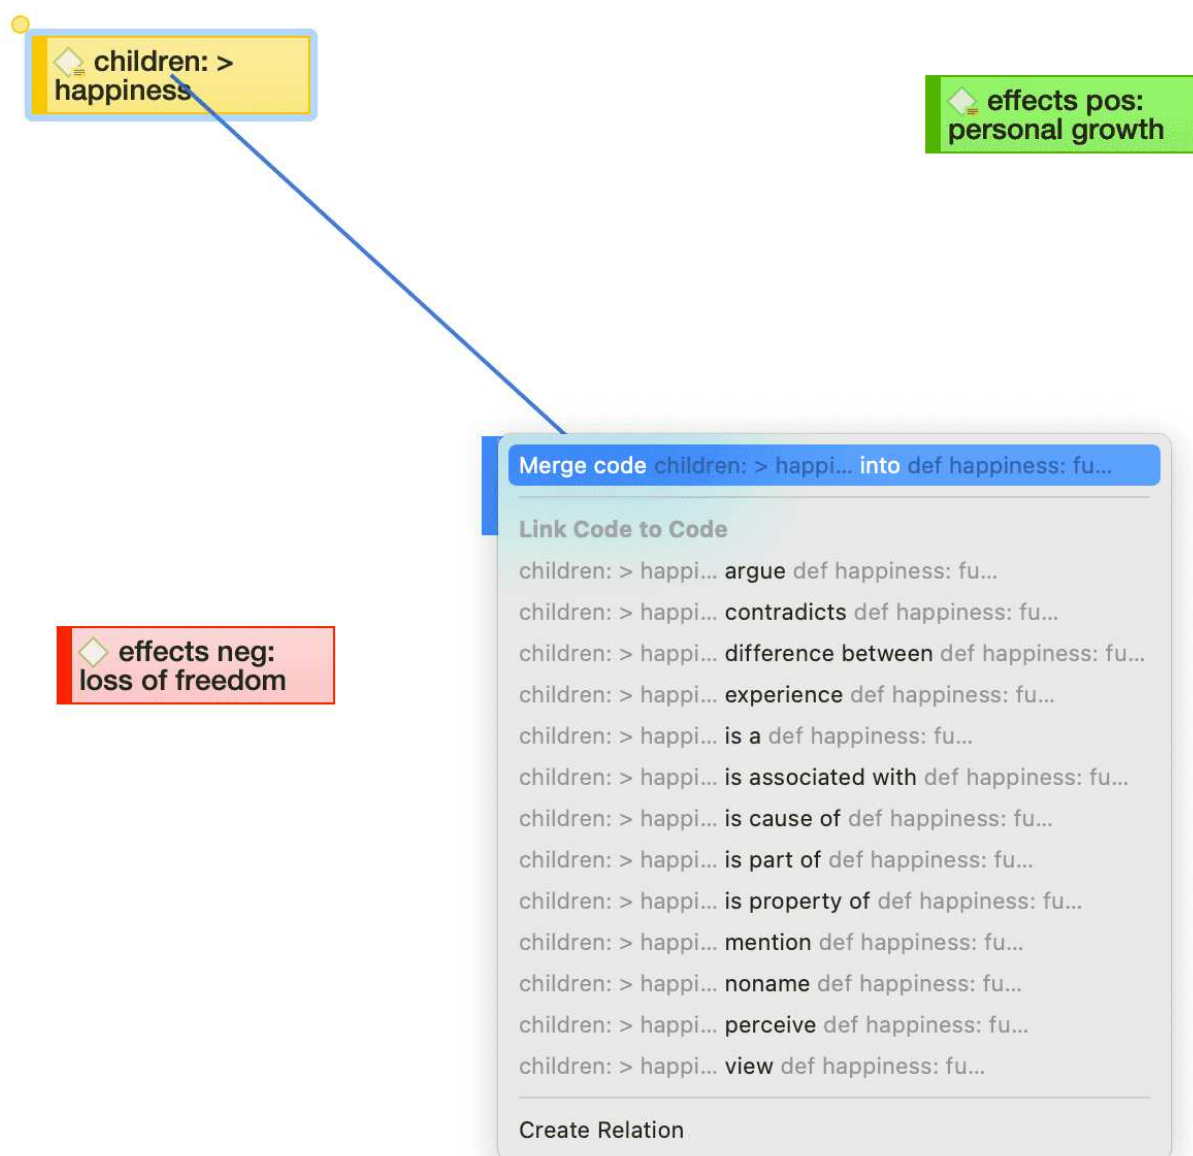 children: >
happiness
effects pos:
personal growth
Merge code children: > happi... into def happiness: fu...
Link Code to Code
children: > happi... argue def happiness: fu...
children: > happi... contradicts def happiness: fu...
effects neg:
loss of freedom
children: > happi... difference between def happiness: fu...
children: > happi... experience def happiness: fu...
children: > happi... is a def happiness: fu...
children: > happi... is associated with def happiness: fu...
children: > happi... is cause of def happiness: fu...
children: > happi... is part of def happiness: fu...
children: > happi... is property of def happiness: fu...
children: > happi... mention def happiness: fu...
children: > happi... noname def happiness: fu...
children: > happi... perceive def happiness: fu...
children: > happi... view def happiness: fu...
Create Relation